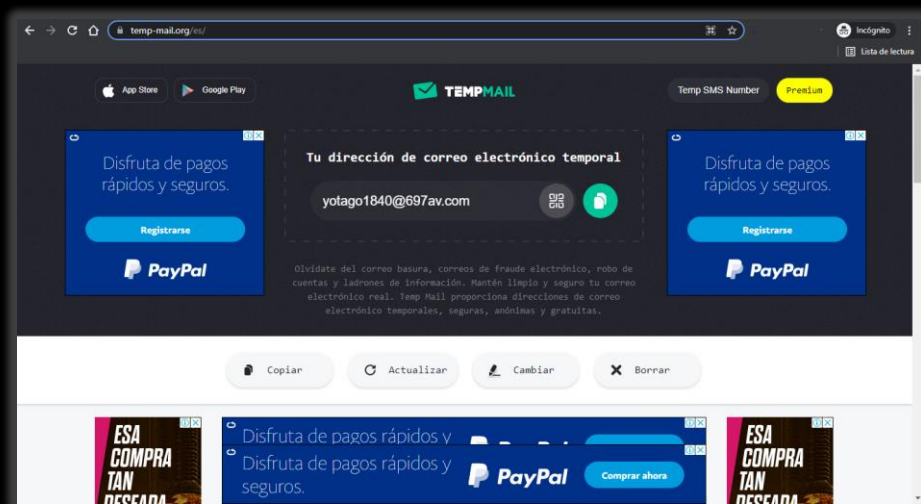 temp-mail.org/es/
Incógnito
Lista de lectura
App Store
Google Play
TEMPMAIL
Temp SMS Number
Premium
Disfruta de pagos
rápidos y seguros.
Registrarse
PayPal
Tu dirección de correo electrónico temporal
yotago1840@697av.com
Olvídate del correo basura, correos de fraude electrónico, robo de
cuentas y ladrones de información. Mantén limpio y seguro tu correo
electrónico real. Temp Mail proporciona direcciones de correo
electrónico temporales, seguras, anónimas y gratuitas.
Disfruta de pagos
rápidos y seguros.
Registrarse
PayPal
Copiar
Actualizar
Cambiar
Borrar
ESA
COMPRA
TAN
DESEADA
Disfruta de pagos rápidos y
Disfruta de pagos rápidos y
seguros.
PayPal
Comprar ahora
ESA
COMPRA
TAN
DESEADA